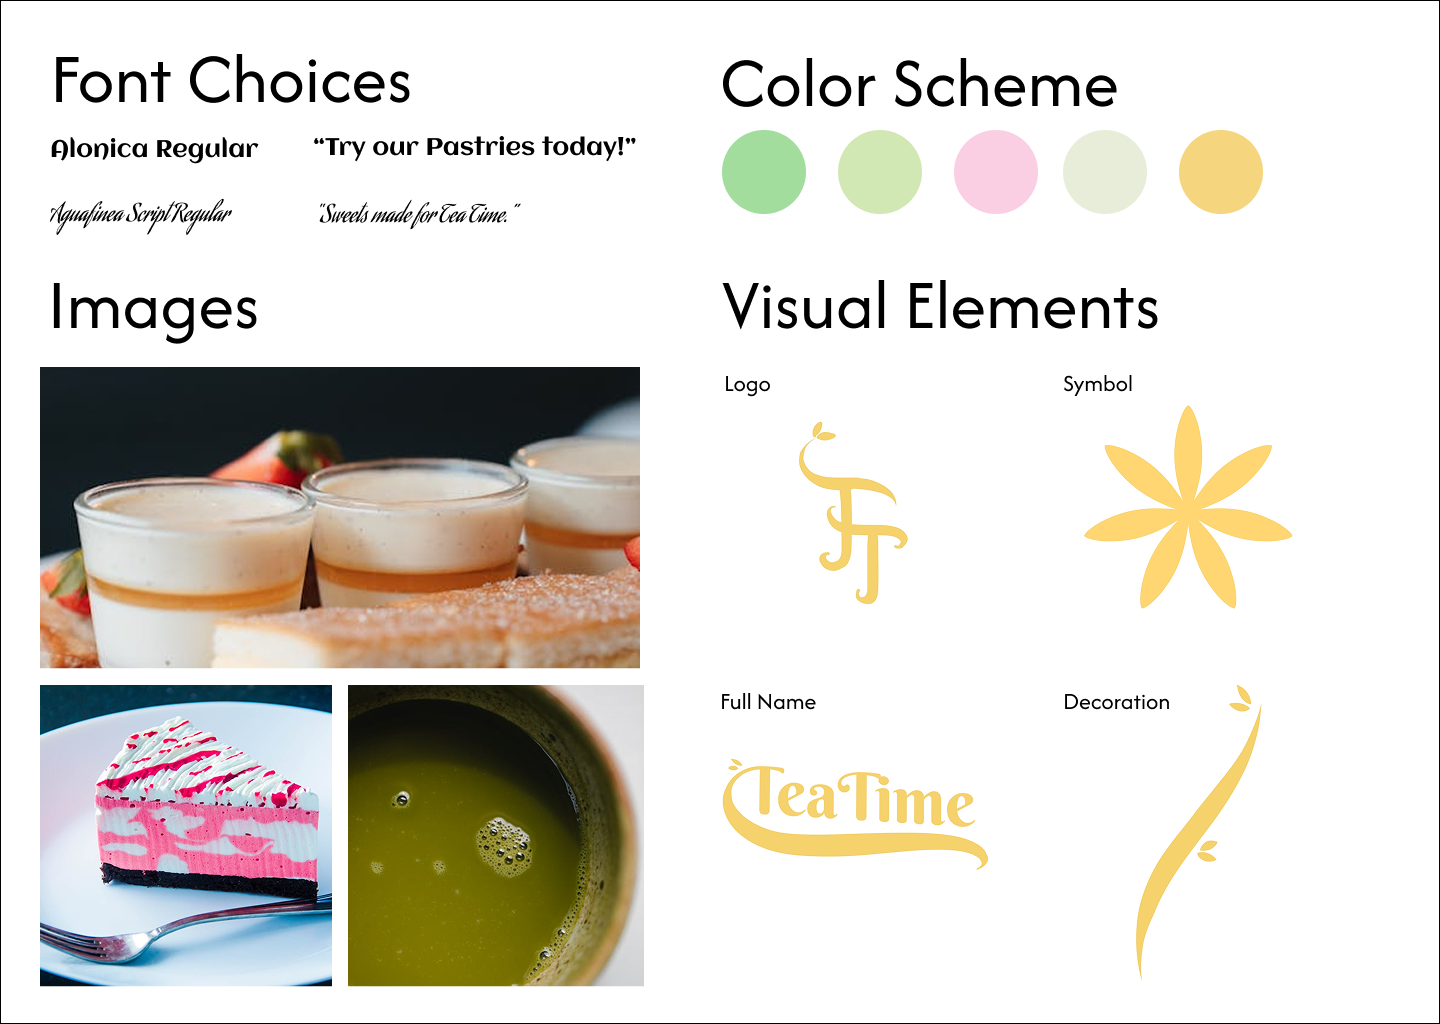 Font Choices
Alonica Regular
“Try our Pastries today!”
Aguafinea Script Regular
"Sweets made for Tea Time."
Images
Color Scheme
Visual Elements
Logo
TT
Symbol
Full Name
TeaTime
Decoration